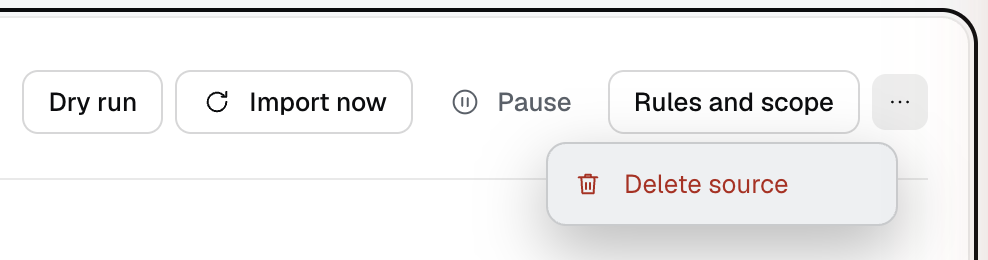 Dry run
Import now
Pause
Rules and scope
...
Delete source